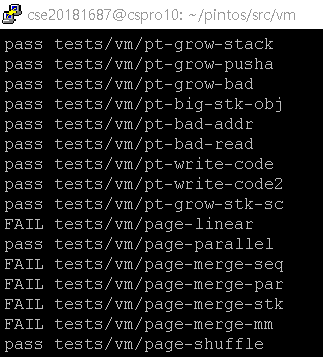 cse20181687@cspro10: ~/pintos/src/vm
pass tests/vm/pt-grow-stack
pass tests/vm/pt-grow-pusha
pass tests/vm/pt-grow-bad
pass tests/vm/pt-big-stk-obj
pass tests/vm/pt-bad-addr
pass tests/vm/pt-bad-read
pass tests/vm/pt-write-code
pass tests/vm/pt-write-code2
pass tests/vm/pt-grow-stk-sc
FAIL tests/vm/page-linear
pass tests/vm/page-parallel
FAIL tests/vm/page-merge-seq
FAIL tests/vm/page-merge-par
FAIL tests/vm/page-merge-stk
FAIL tests/vm/page-merge-mm
pass tests/vm/page-shuffle